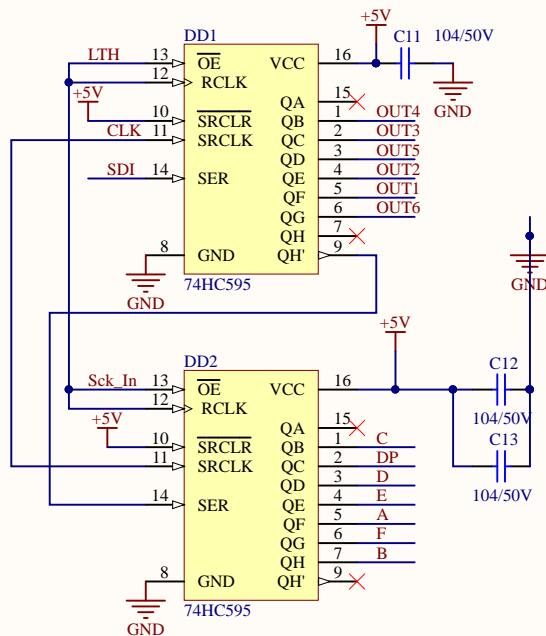 DD1
+5V
C11 104/50V
LTH 13 OE VCC 16
12 RCLK
GND
+5V
QA 15
10 SRCLR QB 1 OUT4
CLK 11 SRCLK QC 2 OUT3
QD 3 OUT5
SDI 14 SER QE 4 OUT2
QF 5 OUT1
QG 6 OUT6
QH 7
8 GND QH' 9
GND
74HC595
GND
+5V
DD2
Sck_In 13 OE VCC 16 C12
12 RCLK
104/50V
+5V
QA 15
10 SRCLR QB 1 C C13
11 SRCLK QC 2 DP
QD 3 D
104/50V
14 SER QE 4 E
QF 5 A
QG 6 F
QH 7 B
8 GND QH' 9
74HC595
GND